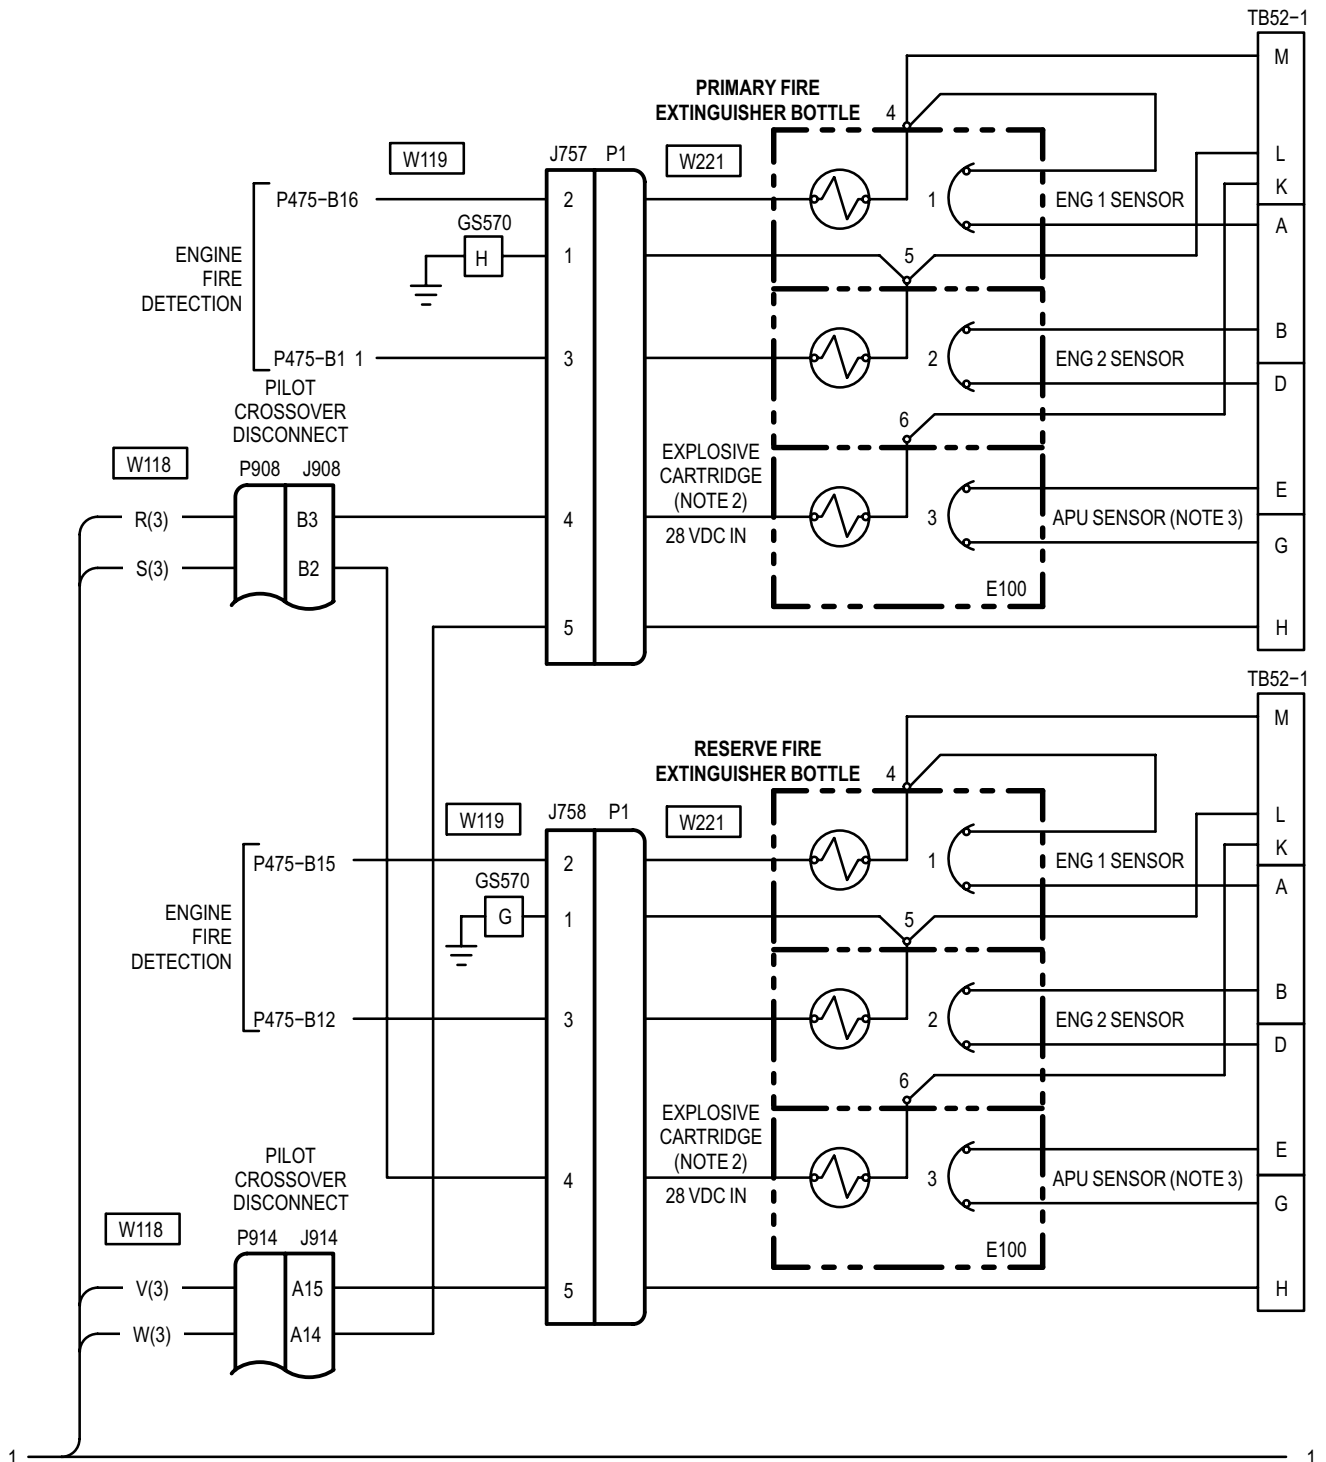 TB52−1
M
PRIMARY FIRE
EXTINGUISHER BOTTLE
4
W119
J757 P1
W221
L
K
P475−B16
2
1
ENG 1 SENSOR
A
GS570
H
1
5
ENGINE
FIRE
DETECTION
B
P475−B1 1
3
2
ENG 2 SENSOR
D
PILOT
CROSSOVER
DISCONNECT
6
W118
P908 J908
EXPLOSIVE
CARTRIDGE
(NOTE 2)
28 VDC IN
E
R(3)
B3
4
3
APU SENSOR (NOTE 3)
G
S(3)
B2
E100
5
H
TB52−1
M
RESERVE FIRE
EXTINGUISHER BOTTLE
4
W119
J758 P1
W221
L
K
P475−B15
2
1
ENG 1 SENSOR
A
GS570
G
1
5
ENGINE
FIRE
DETECTION
B
P475−B12
3
2
ENG 2 SENSOR
D
6
EXPLOSIVE
CARTRIDGE
(NOTE 2)
28 VDC IN
E
PILOT
CROSSOVER
DISCONNECT
4
3
APU SENSOR (NOTE 3)
G
W118
P914 J914
E100
V(3)
A15
5
H
W(3)
A14
1
1